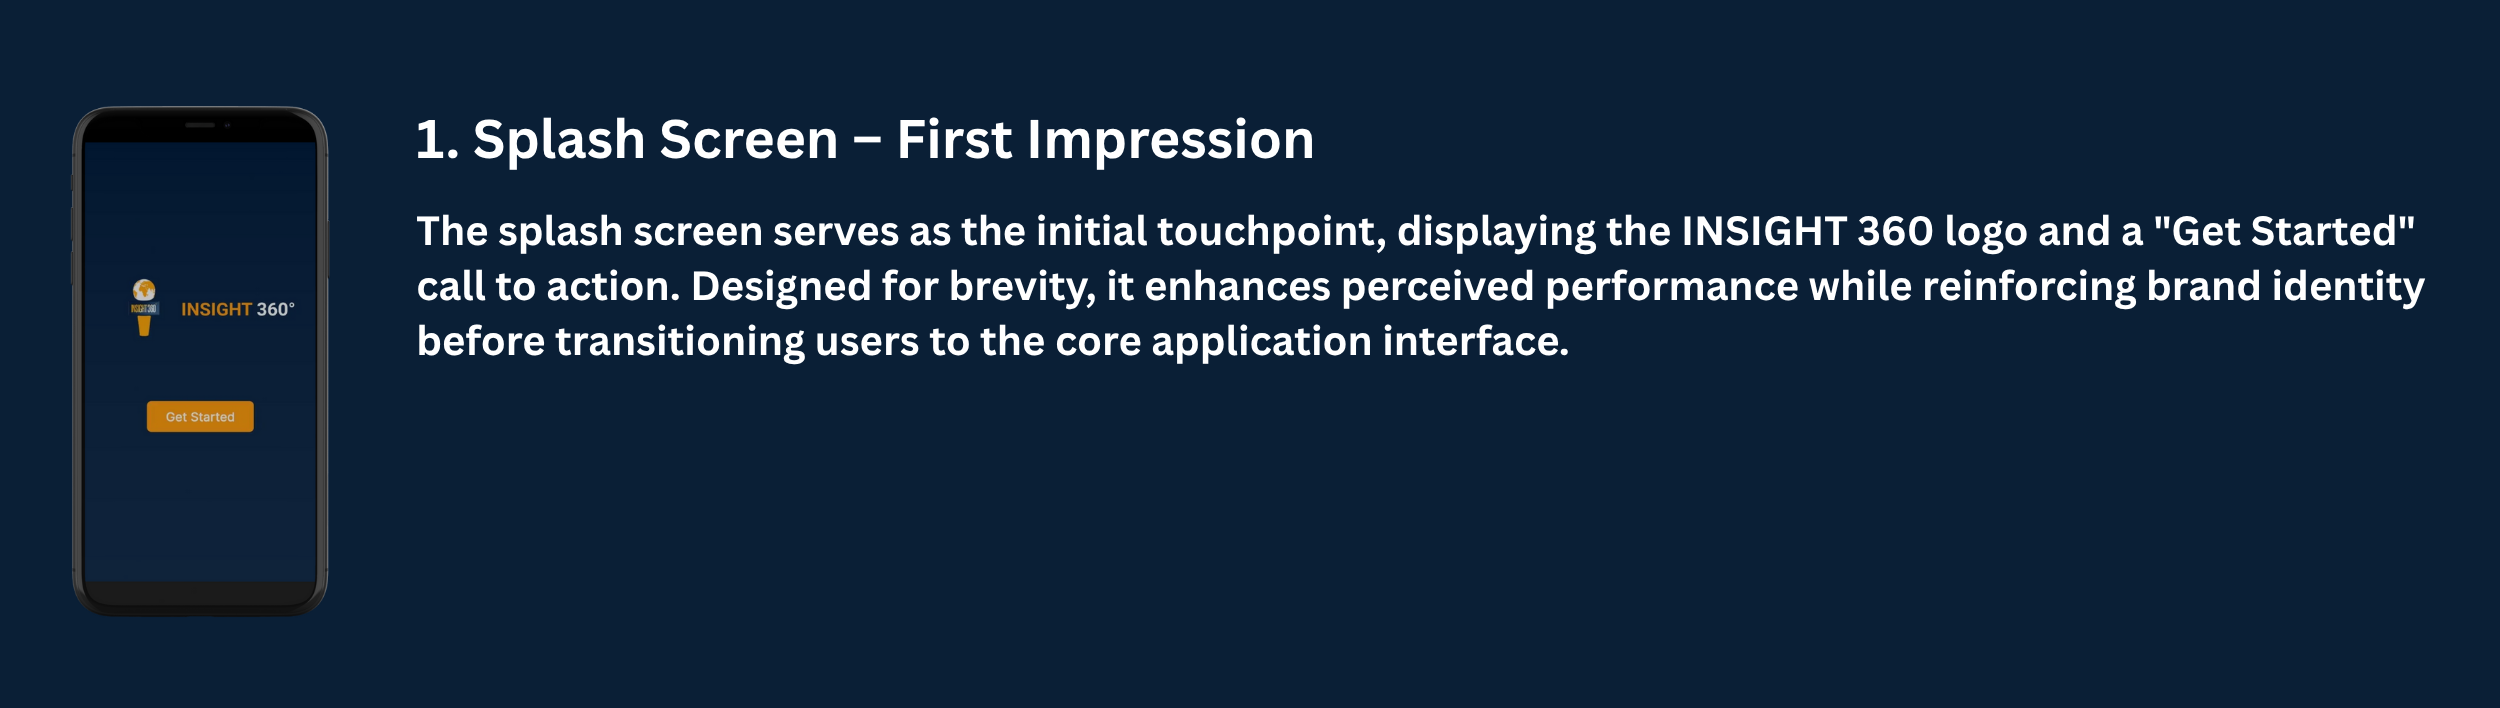 1. Splash Screen – First Impression
The splash screen serves as the initial touchpoint, displaying the INSIGHT 360 logo and a "Get Started"
call to action. Designed for brevity, it enhances perceived performance while reinforcing brand identity
before transitioning users to the core application interface.
INSIGHT 360
INSIGHT 360°
Get Started